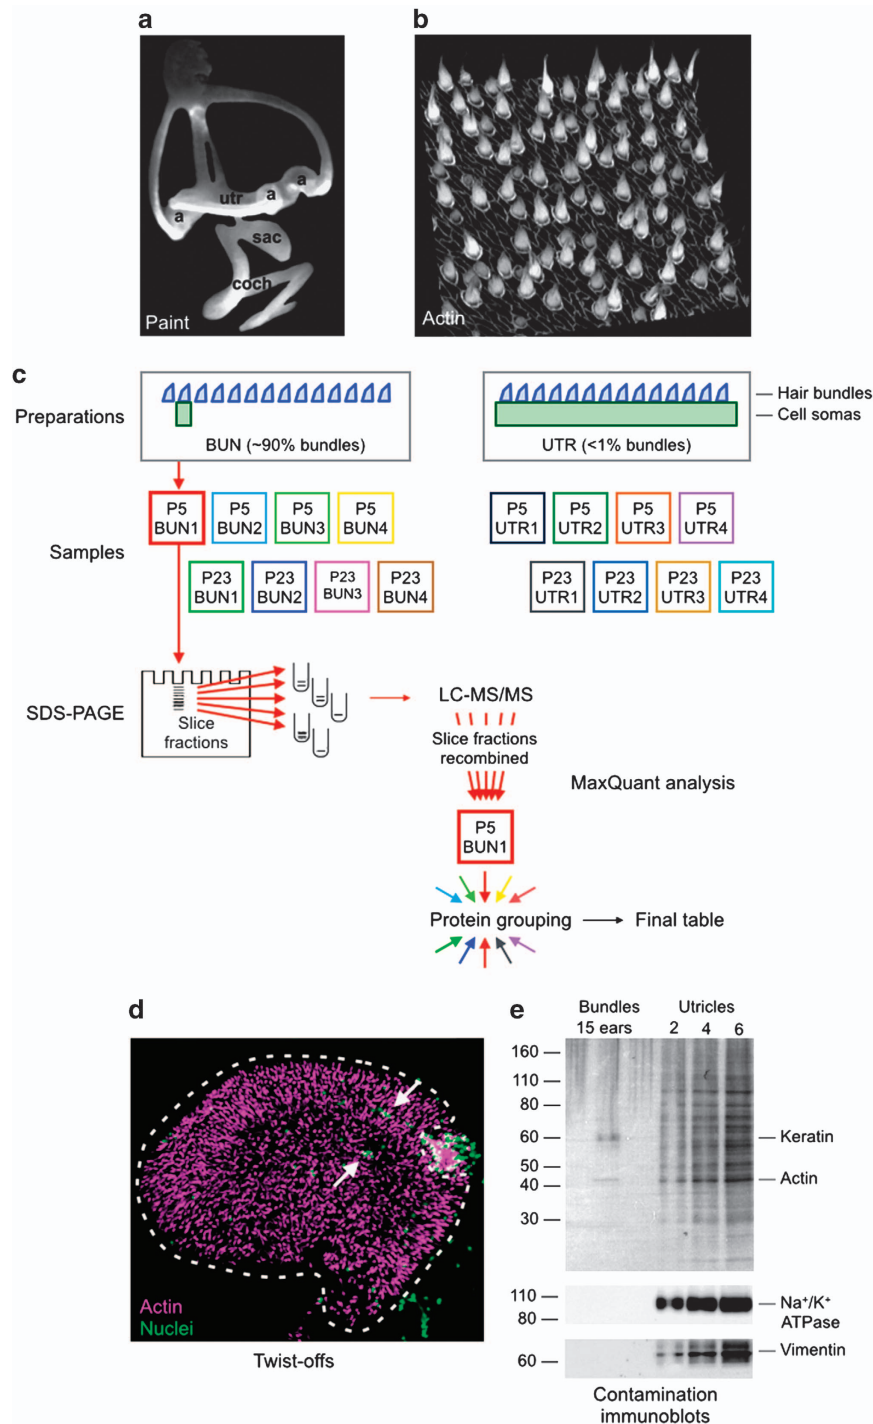 a
b
a
utr
a
a
sac
coch
Paint
Actin
c
Preparations
BUN (~90% bundles)
UTR (<1% bundles)
Hair bundles
Cell somas
Samples
P5
BUN1
P5
BUN2
P5
BUN3
P5
BUN4
P5
UTR1
P5
UTR2
P5
UTR3
P5
UTR4
P23
BUN1
P23
BUN2
P23
BUN3
P23
BUN4
P23
UTR1
P23
UTR2
P23
UTR3
P23
UTR4
SDS-PAGE
Slice
fractions
LC-MS/MS
Slice fractions
recombined
MaxQuant analysis
P5
BUN1
Protein grouping
Final table
d
Actin
Nuclei
Twist-offs
e
Bundles Utricles
15 ears 2 4 6
160
110
80
60
50
40
30
Keratin
Actin
110
80
Na⁺/K⁺
ATPase
60
Vimentin
Contamination
immunoblots